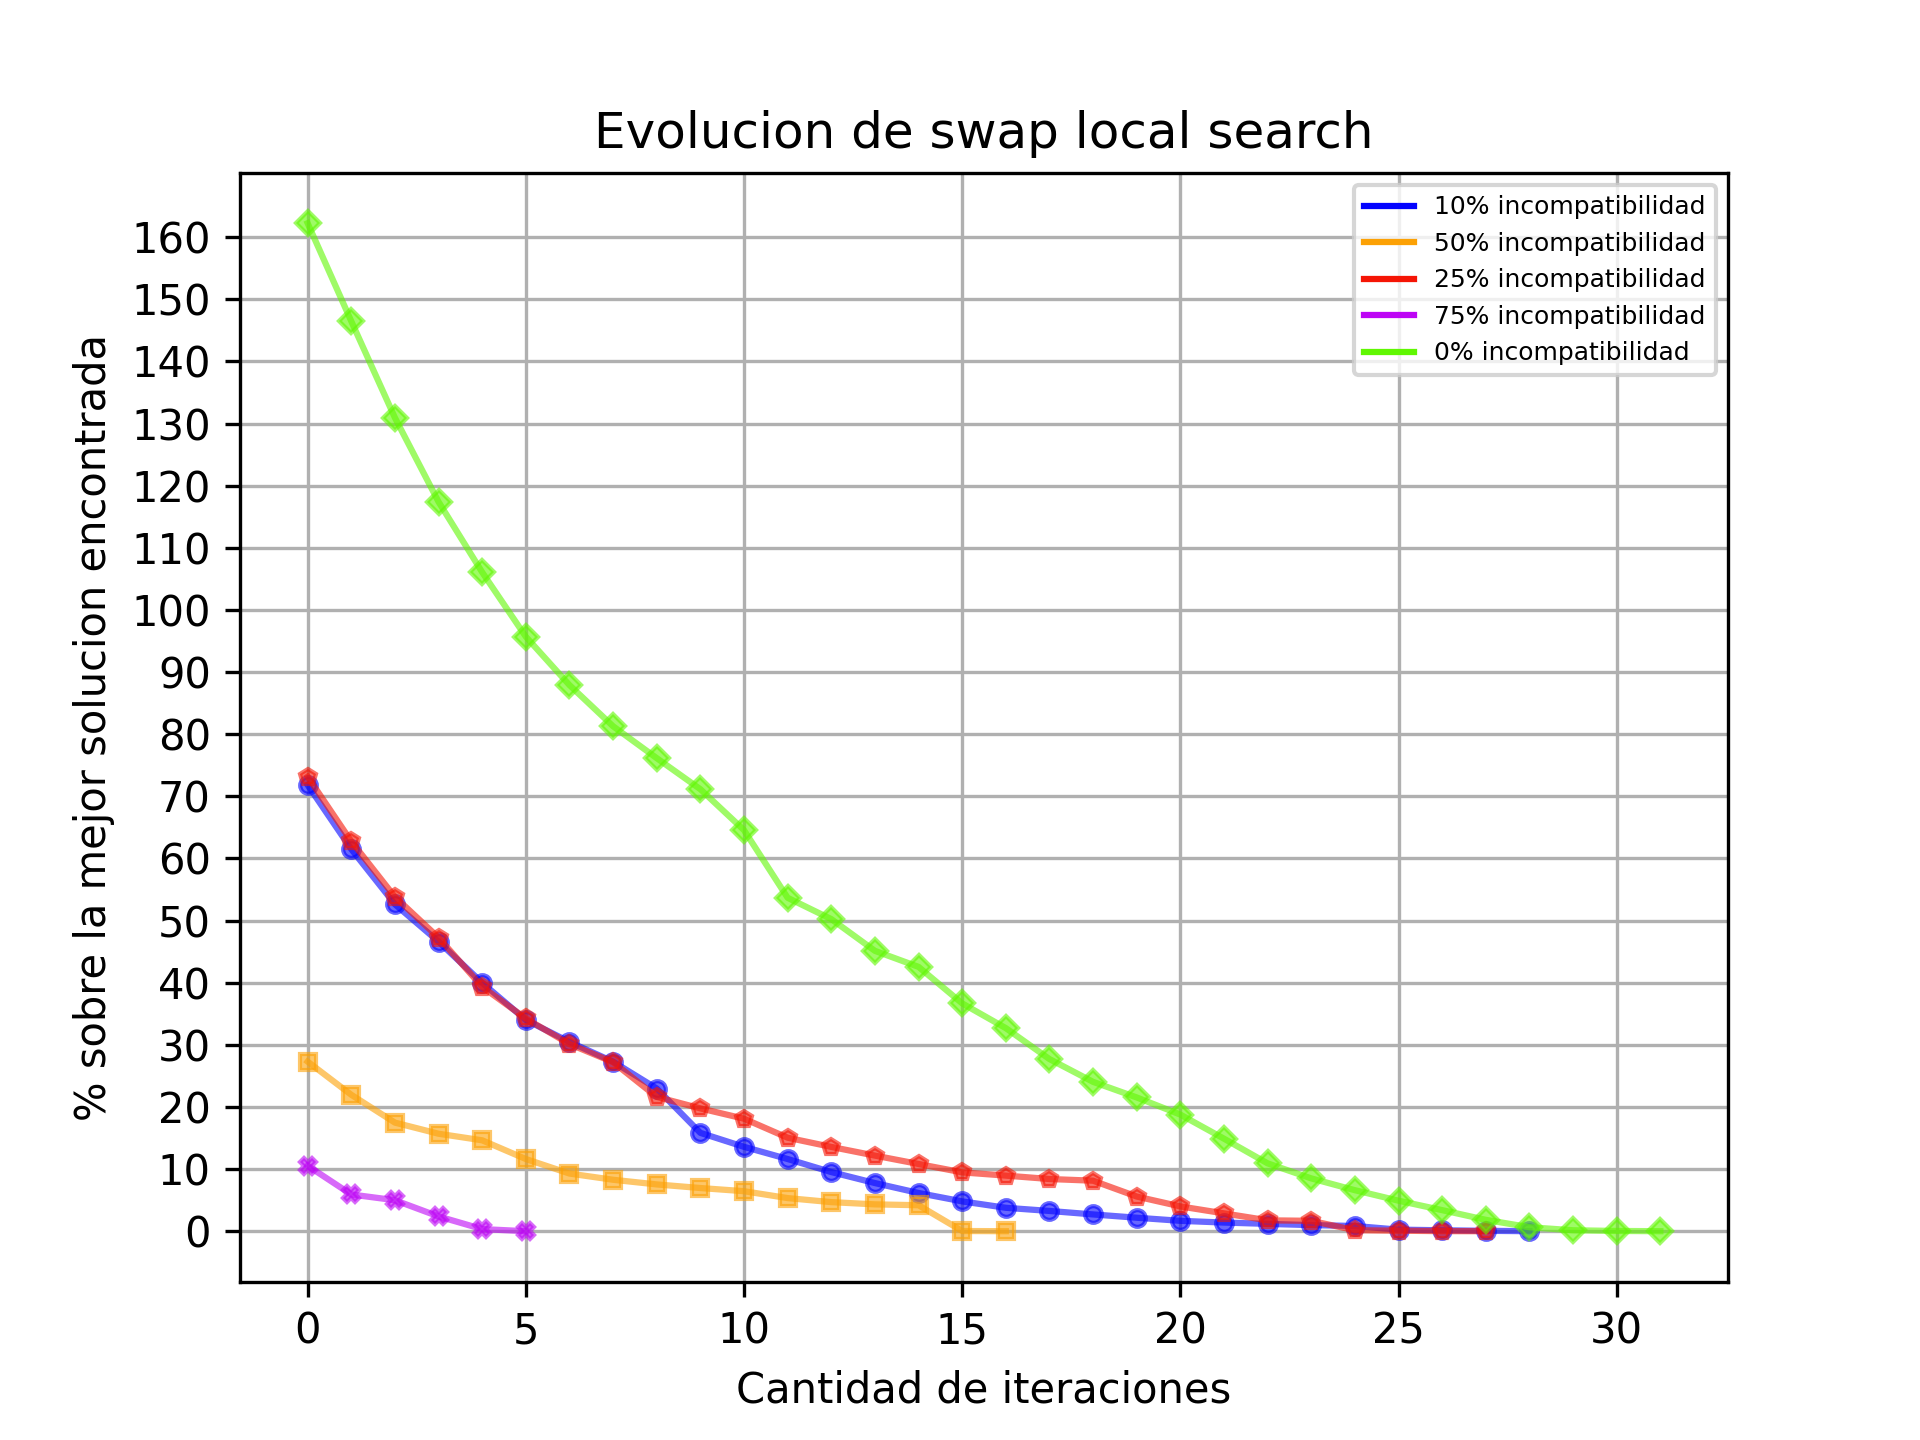 Evolucion de swap local search
10% incompatibilidad
50% incompatibilidad
25% incompatibilidad
75% incompatibilidad
0% incompatibilidad
% sobre la mejor solucion encontrada
160
150
140
130
120
110
100
90
80
70
60
50
40
30
20
10
0
0 5 10 15 20 25 30
Cantidad de iteraciones